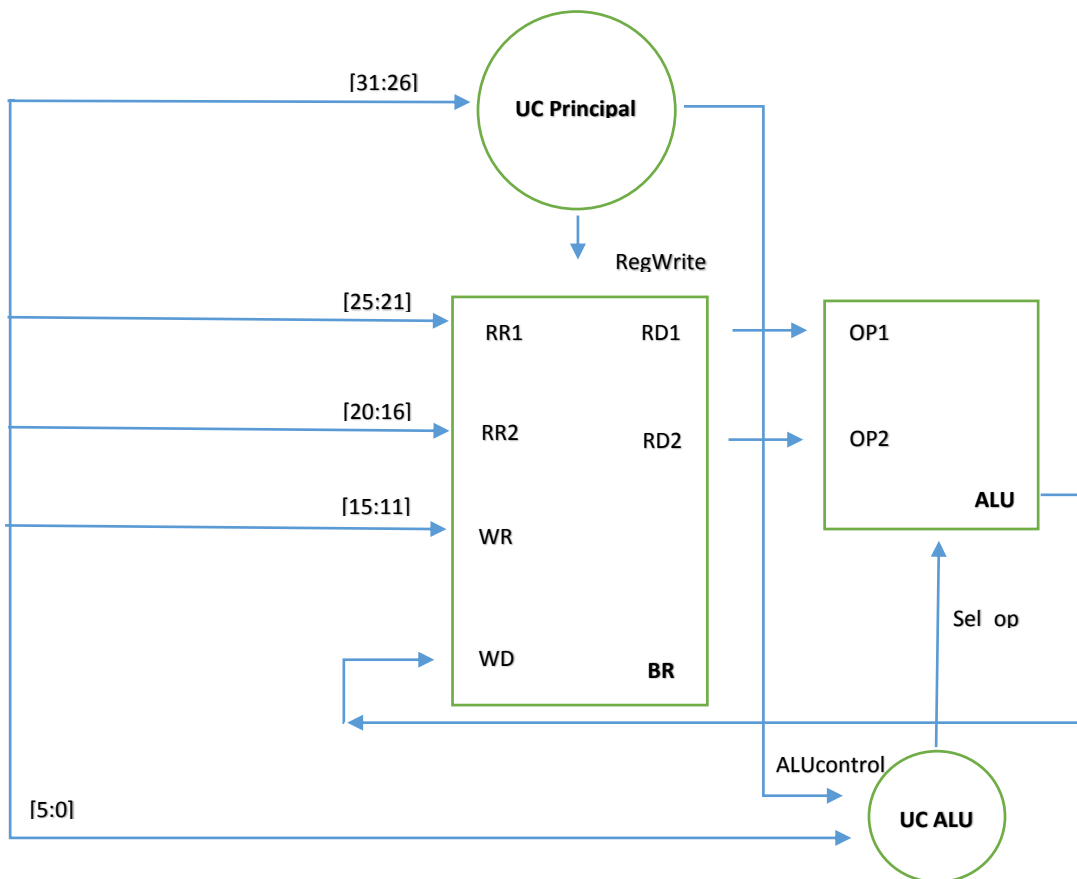 [31:26]
UC Principal
RegWrite
[25:21]
RR1
RD1
OP1
[20:16]
RR2
RD2
OP2
[15:11]
WR
ALU
Sel op
WD
BR
ALUcontrol
[5:0]
UC ALU